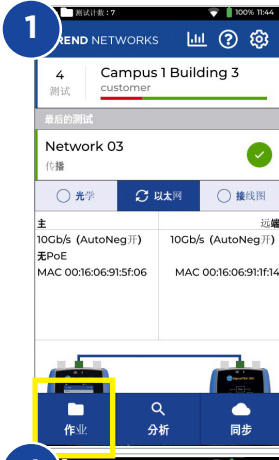 1
测试计数：7
100% 11:44
REND NETWORKS
4
测试
Campus 1 Building 3
customer
最后的测试
Network 03
传播
光学
以太网
接线图
主
远端
10Gb/s (AutoNeg开)
10Gb/s (AutoNeg开)
无PoE
MAC 00:16:06:91:5f:06
MAC 00:16:06:91:1f:14
作业
分析
同步